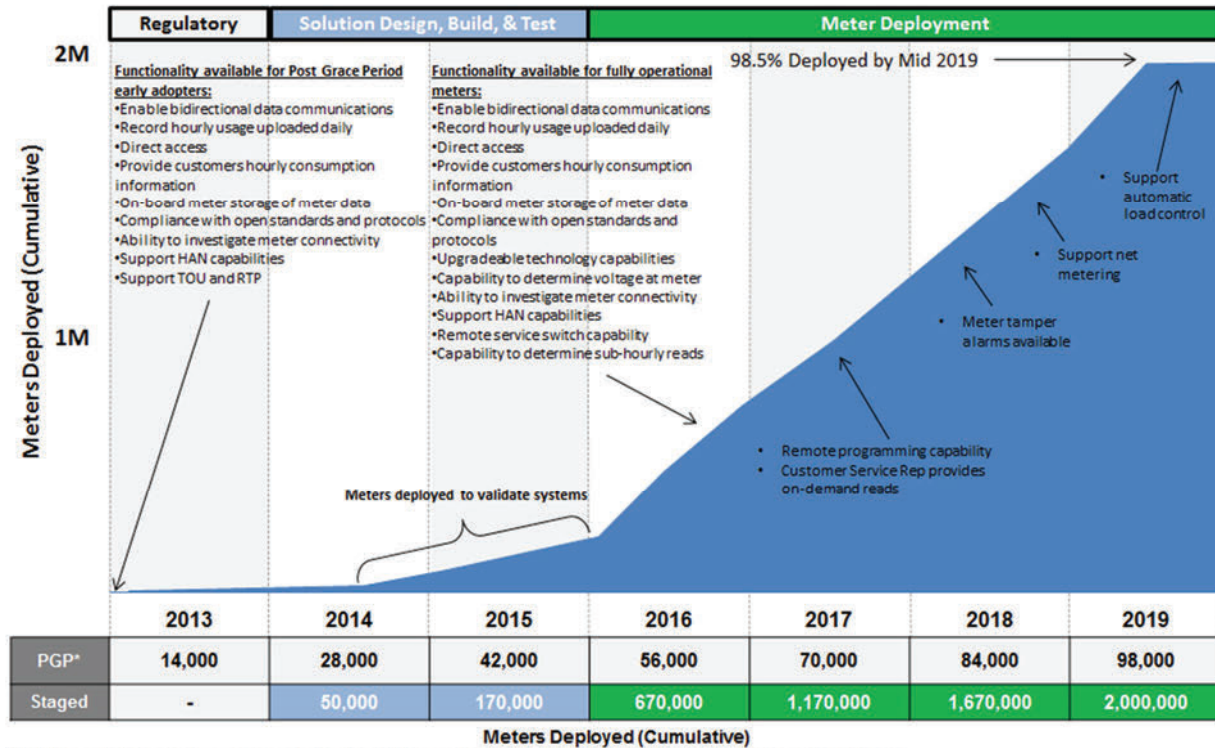 Regulatory
Solution Design, Build, & Test
Meter Deployment
2M
1M
Meters Deployed (Cumulative)
Functionality available for Post Grace Period
early adopters:
•Enable bidirectional data communications
•Record hourly usage uploaded daily
•Direct access
•Provide customers hourly consumption
information
•On-board meter storage of meter data
•Compliance with open standards and protocols
•Ability to investigate meter connectivity
•Support HAN capabilities
•Support TOU and RTP
Functionality available for fully operational
meters:
•Enable bidirectional data communications
•Record hourly usage uploaded daily
•Direct access
•Provide customers hourly consumption
information
•On-board meter storage of meter data
•Compliance with open standards and
protocols
•Upgradeable technology capabilities
•Capability to determine voltage at meter
•Ability to investigate meter connectivity
•Support HAN capabilities
•Remote service switch capability
•Capability to determine sub-hourly reads
98.5% Deployed by Mid 2019
• Support
automatic
load control
• Support net
metering
• Meter tamper
alarms available
• Remote programming capability
• Customer Service Rep provides
on-demand reads
Meters deployed to validate systems
2013 2014 2015 2016 2017 2018 2019
PGP* 14,000 28,000 42,000 56,000 70,000 84,000 98,000
Staged - 50,000 170,000 670,000 1,170,000 1,670,000 2,000,000
Meters Deployed (Cumulative)